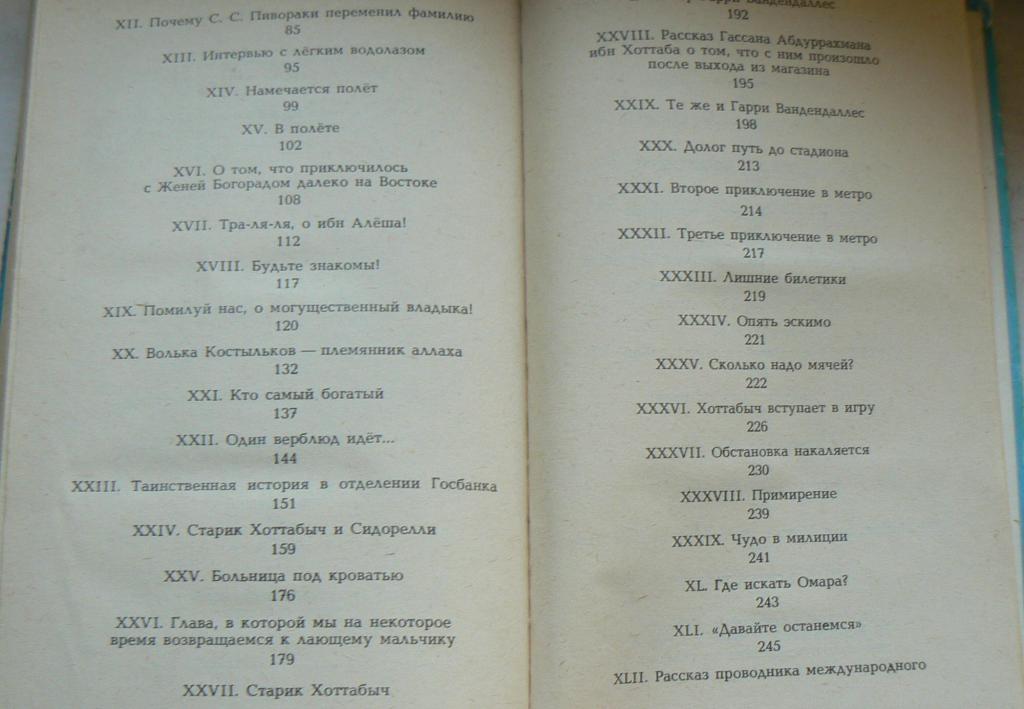 XII. Почему С. С. Пивораки переменил фамилию
85
XIII. Интервью с лёгким водолазом
95
XIV. Намечается полёт
99
XV. В полёте
102
XVI. О том, что приключилось
с Женей Богорадом далеко на Востоке
108
XVII. Тра-ля-ля, о ибн Алёша!
112
XVIII. Будьте знакомы!
117
XIX. Помилуй нас, о могущественный владыка!
120
XX. Волька Костыльков — племянник аллаха
132
XXI. Кто самый богатый
137
XXII. Один верблюд идёт...
144
XXIII. Таинственная история в отделении Госбанка
151
XXIV. Старик Хоттабыч и Сидорелли
159
XXV. Больница под кроватью
176
XXVI. Глава, в которой мы на некоторое
время возвращаемся к лающему мальчику
179
XXVII. Старик Хоттабыч
Гарри Вандендаллес
192
XXVIII. Рассказ Гассана Абдуррахмана
ибн Хоттаба о том, что с ним произошло
после выхода из магазина
195
XXIX. Те же и Гарри Вандендаллес
198
XXX. Долог путь до стадиона
213
XXXI. Второе приключение в метро
214
XXXII. Третье приключение в метро
217
XXXIII. Лишние билетики
219
XXXIV. Опять эскимо
221
XXXV. Сколько надо мячей?
222
XXXVI. Хоттабыч вступает в игру
226
XXXVII. Обстановка накаляется
230
XXXVIII. Примирение
239
XXXIX. Чудо в милиции
241
XL. Где искать Омара?
243
XLI. «Давайте останемся»
245
XLII. Рассказ проводника международного